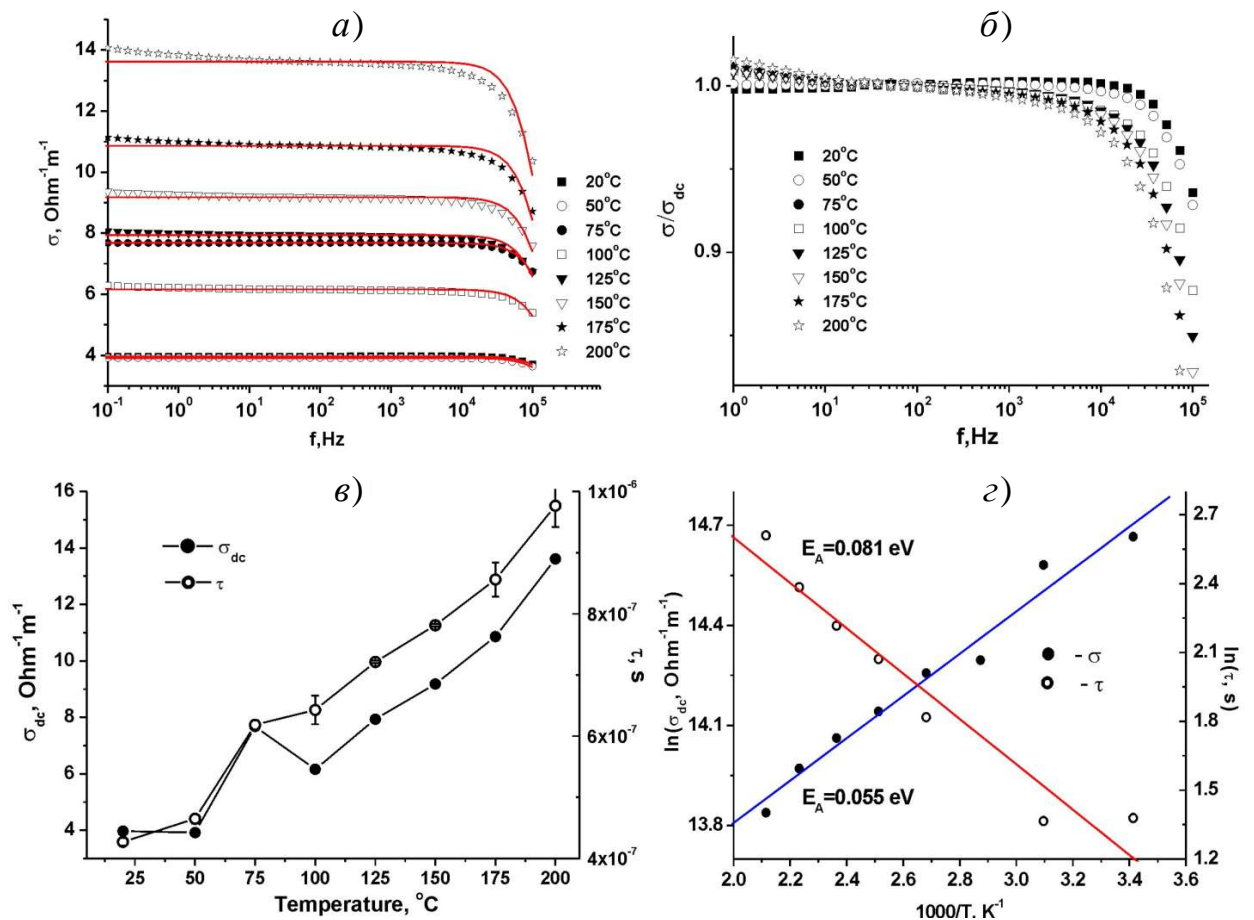 а)
14
12
10
8
6
4
σ, Ohm⁻¹m⁻¹
10⁻¹ 10⁰ 10¹ 10² 10³ 10⁴ 10⁵
f,Hz
20°C
50°C
75°C
100°C
125°C
150°C
175°C
200°C
б)
1.0
0.9
σ/σdc
20°C
50°C
75°C
100°C
125°C
150°C
175°C
200°C
10⁰ 10¹ 10² 10³ 10⁴ 10⁵
f,Hz
в)
16
14
12
10
8
6
4
σdc, Ohm⁻¹m⁻¹
σdc
τ
1x10⁻⁶
8x10⁻⁷
6x10⁻⁷
4x10⁻⁷
τ, s
25 50 75 100 125 150 175 200
Temperature, °C
г)
14.7
14.4
14.1
13.8
ln(σdc, Ohm⁻¹m⁻¹)
E_A=0.081 eV
E_A=0.055 eV
- σ
- τ
2.7
2.4
2.1
1.8
1.5
1.2
ln(τ, s)
2.0 2.2 2.4 2.6 2.8 3.0 3.2 3.4 3.6
1000/T, K⁻¹